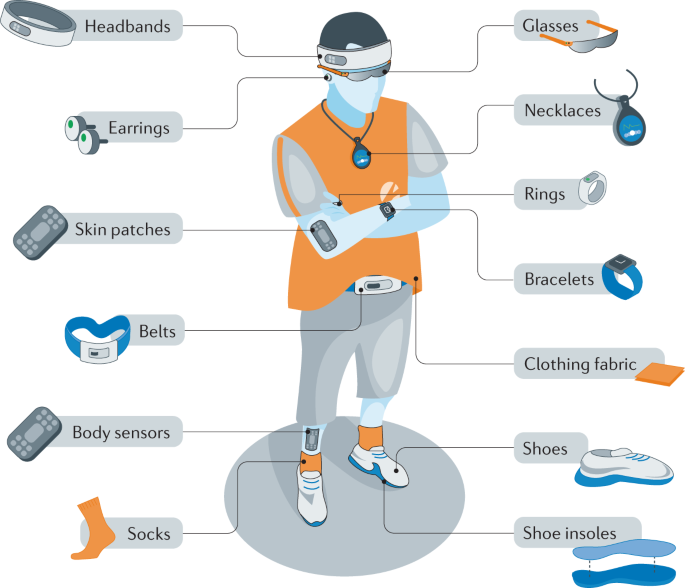 Headbands
Glasses
Earrings
Necklaces
Rings
Skin patches
Bracelets
Belts
Clothing fabric
Body sensors
Shoes
Socks
Shoe insoles